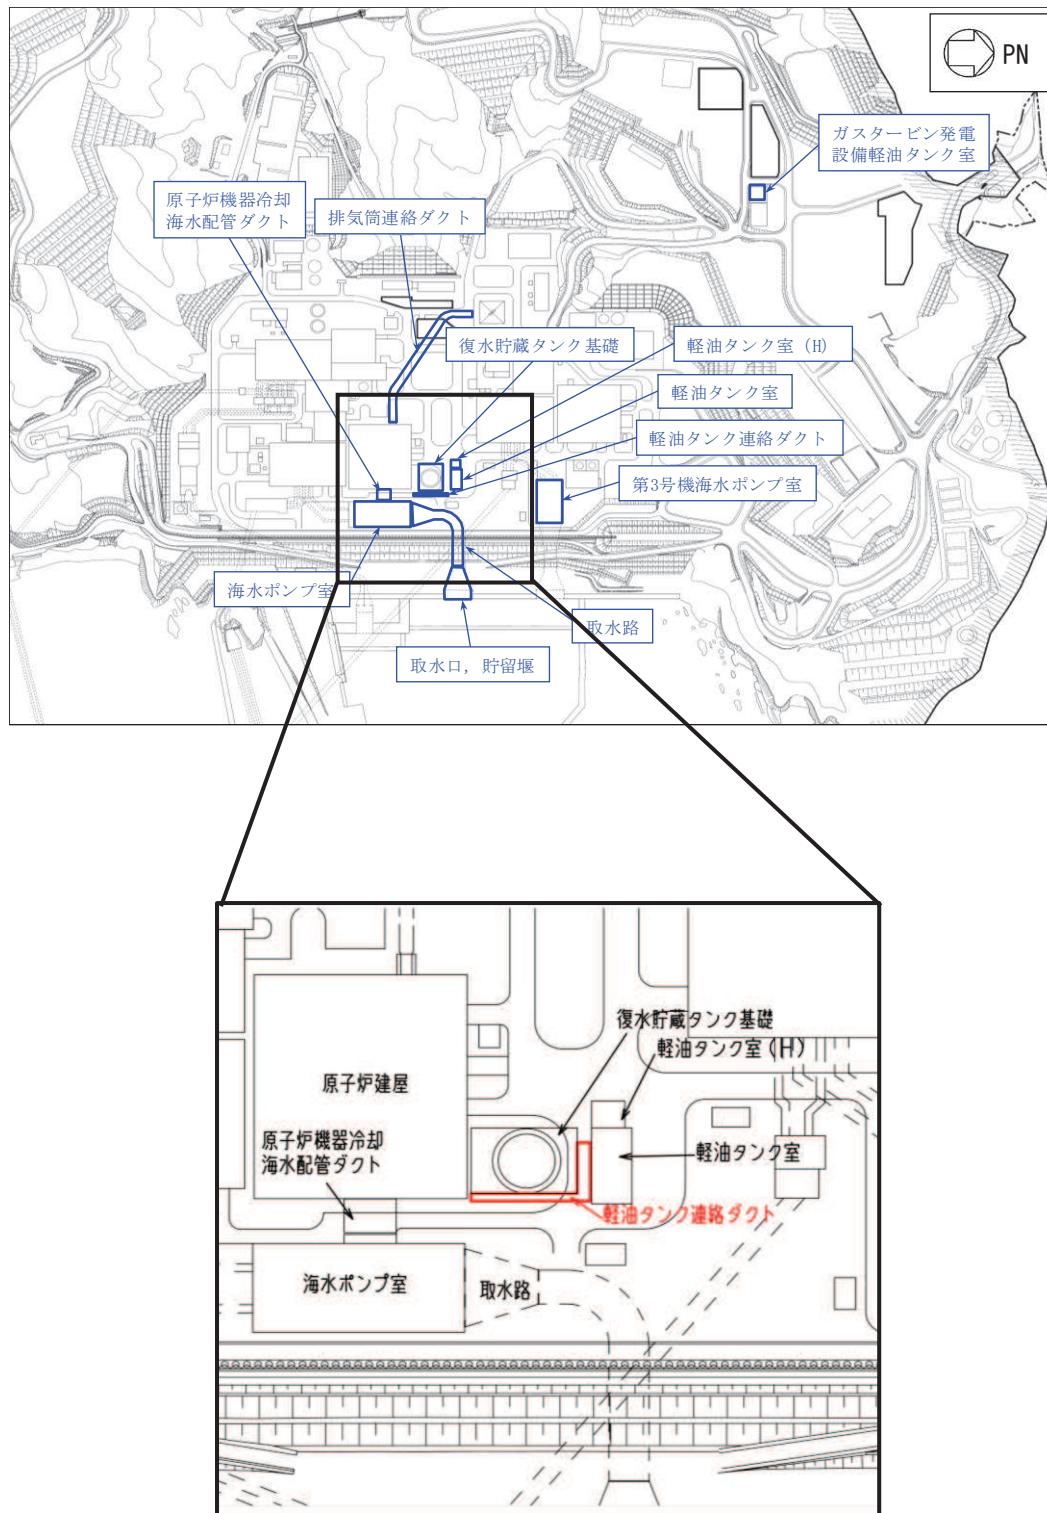 PN
ガスタービン発電
設備軽油タンク室
原子炉機器冷却
海水配管ダクト
排気筒連絡ダクト
復水貯蔵タンク基礎
軽油タンク室 (H)
軽油タンク室
軽油タンク連絡ダクト
第3号機海水ポンプ室
海水ポンプ室
取水路
取水口, 貯留堰
復水貯蔵タンク基礎
軽油タンク室(H)
原子炉建屋
原子炉機器冷却
海水配管ダクト
軽油タンク室
軽油タンク連絡ダクト
海水ポンプ室
取水路